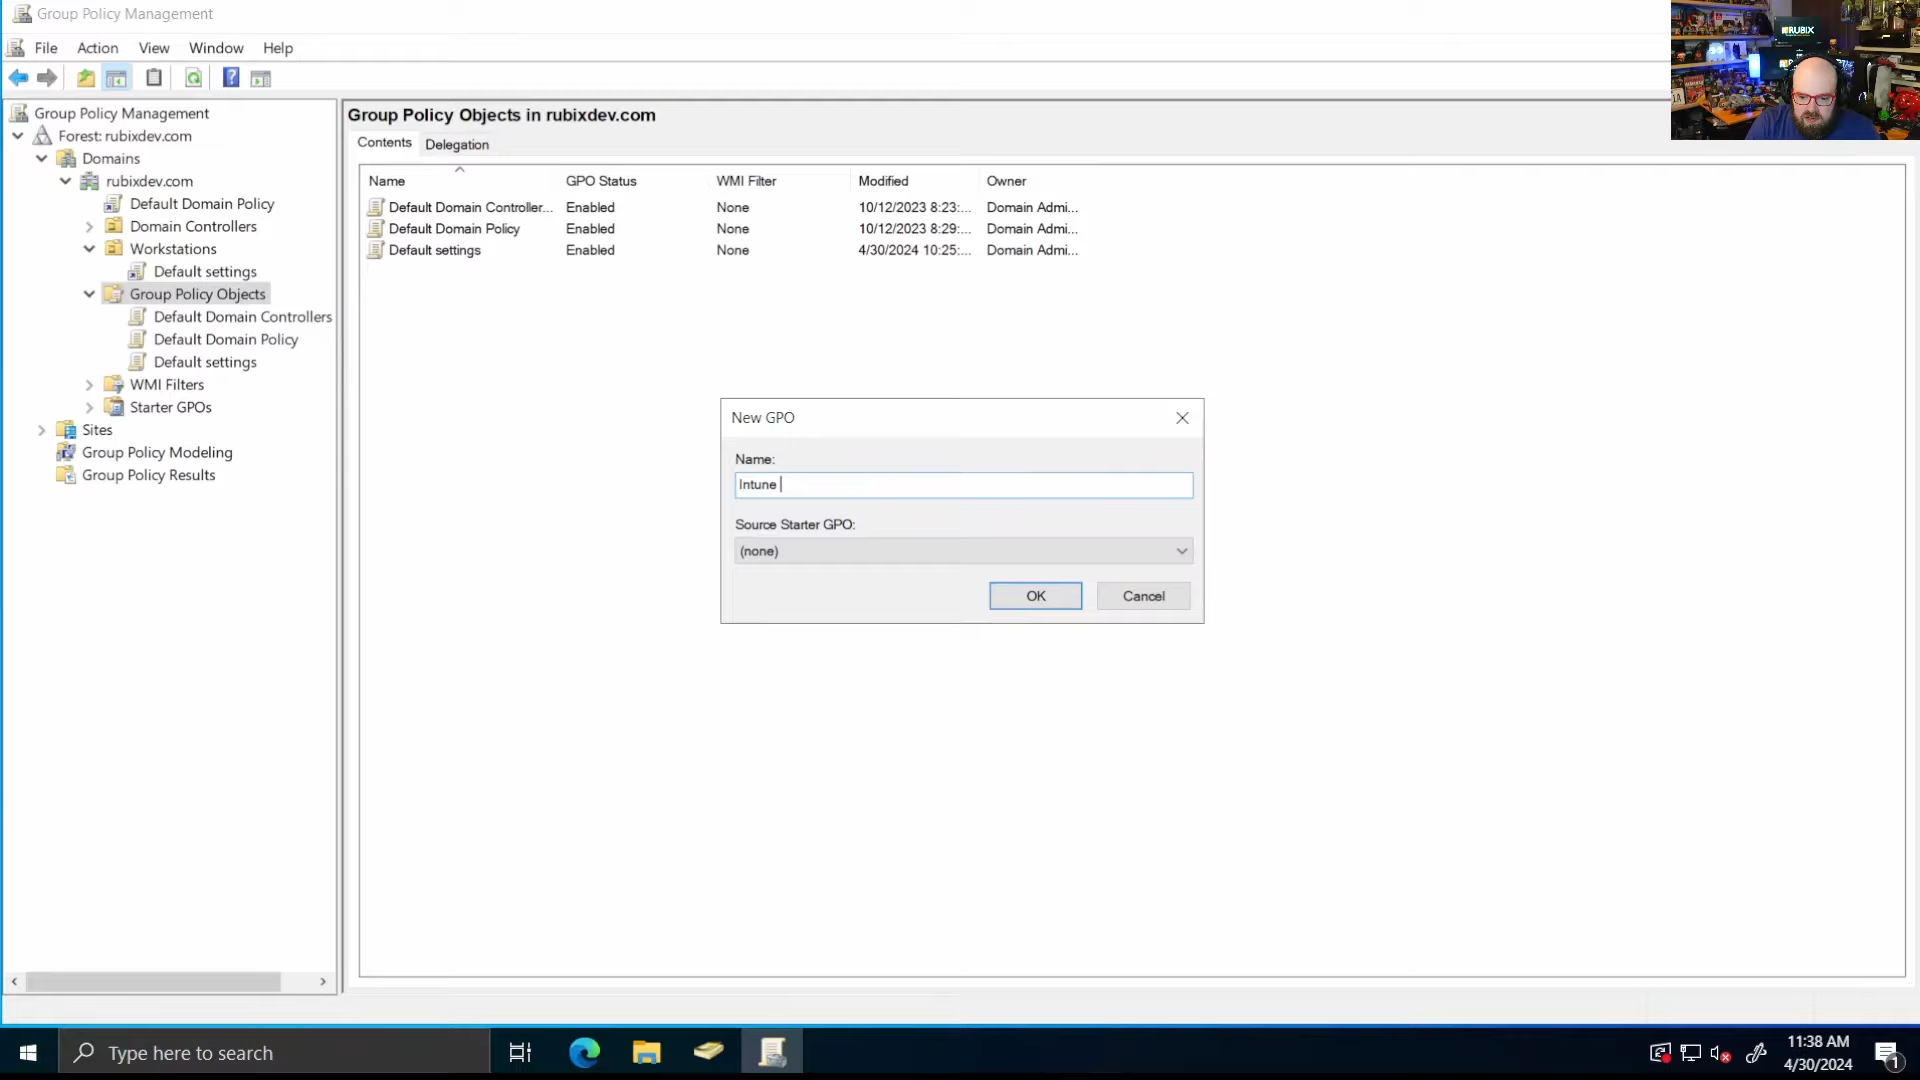 Group Policy Management
File Action View Window Help
Group Policy Management
Forest: rubixdev.com
Domains
rubixdev.com
Default Domain Policy
Domain Controllers
Workstations
Default settings
Group Policy Objects
Default Domain Controllers
Default Domain Policy
Default settings
WMI Filters
Starter GPOs
Sites
Group Policy Modeling
Group Policy Results
Group Policy Objects in rubixdev.com
Contents Delegation
Name GPO Status WMI Filter Modified Owner
Default Domain Controller... Enabled None 10/12/2023 8:23:... Domain Admi...
Default Domain Policy Enabled None 10/12/2023 8:29:... Domain Admi...
Default settings Enabled None 4/30/2024 10:25:... Domain Admi...
New GPO
Name:
Intune
Source Starter GPO:
(none)
OK Cancel
RUBIX
Type here to search
11:38 AM
4/30/2024
1